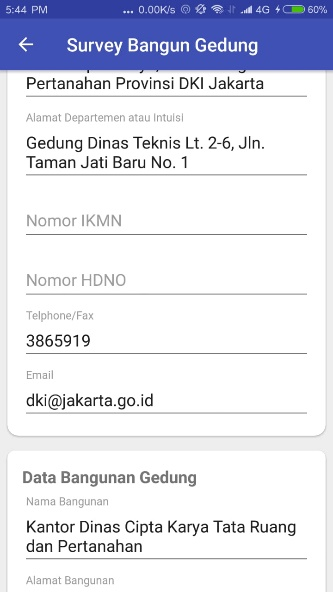 5:44 PM ... 0.00K/s 4G 60%
Survey Bangun Gedung
Pertanahan Provinsi DKI Jakarta
Alamat Departemen atau Intuisi
Gedung Dinas Teknis Lt. 2-6, Jln.
Taman Jati Baru No. 1
Nomor IKMN
Nomor HDNO
Telphone/Fax
3865919
Email
dki@jakarta.go.id
Data Bangunan Gedung
Nama Bangunan
Kantor Dinas Cipta Karya Tata Ruang
dan Pertanahan
Alamat Bangunan